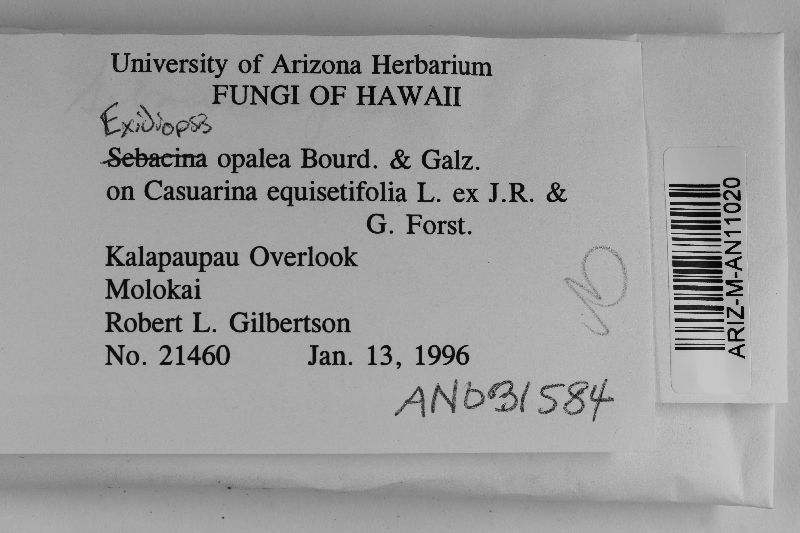 University of Arizona Herbarium
FUNGI OF HAWAII
Exidiopsis
Sebacina opalea Bourd. & Galz.
on Casuarina equisetifolia L. ex J.R. &
G. Forst.
Kalapaupau Overlook
Molokai
Robert L. Gilbertson
No. 21460 Jan. 13, 1996
AN031584
ARIZ-M-AN11020